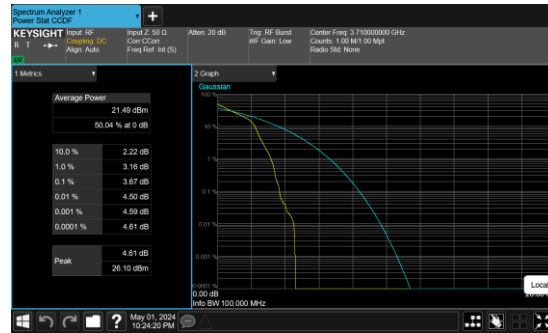 Spectrum Analyzer 1
Power Stat CCDF
+
KEYSIGHT
R T
Input: RF
Coupling: DC
Align: Auto
Input Z: 50 Ω
Corr CCorr
Freq Ref: Int (S)
Atten: 20 dB
Trig: RF Burst
#IF Gain: Low
Center Freq: 3.710000000 GHz
Counts: 1.00 M/1.00 Mpt
Radio Std: None
1 Metrics
Average Power
21.49 dBm
50.04 % at 0 dB
10.0 % 2.22 dB
1.0 % 3.16 dB
0.1 % 3.67 dB
0.01 % 4.50 dB
0.001 % 4.59 dB
0.0001 % 4.61 dB
Peak
4.61 dB
26.10 dBm
2 Graph
Gaussian
100 %
10 %
1 %
0.1 %
0.01 %
0.001 %
0.0001 %
0.00 dB
Info BW 100.000 MHz
Local
?
May 01, 2024
10:24:20 PM